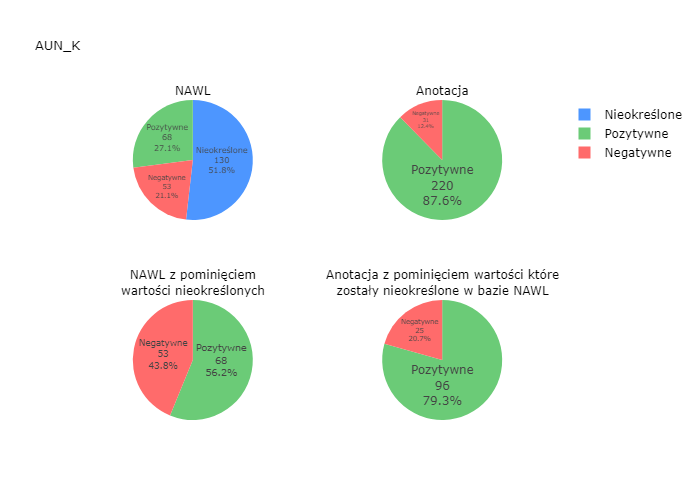 AUN_K
NAWL
Anotacja
Nieokreślone
Pozytywne
Negatywne
Pozytywne
68
27.1%
Nieokreślone
130
51.8%
Negatywne
53
21.1%
Negatywne
31
12.4%
Pozytywne
220
87.6%
NAWL z pominięciem
wartości nieokreślonych
Anotacja z pominięciem wartości które
zostały nieokreślone w bazie NAWL
Negatywne
53
43.8%
Pozytywne
68
56.2%
Negatywne
25
20.7%
Pozytywne
96
79.3%